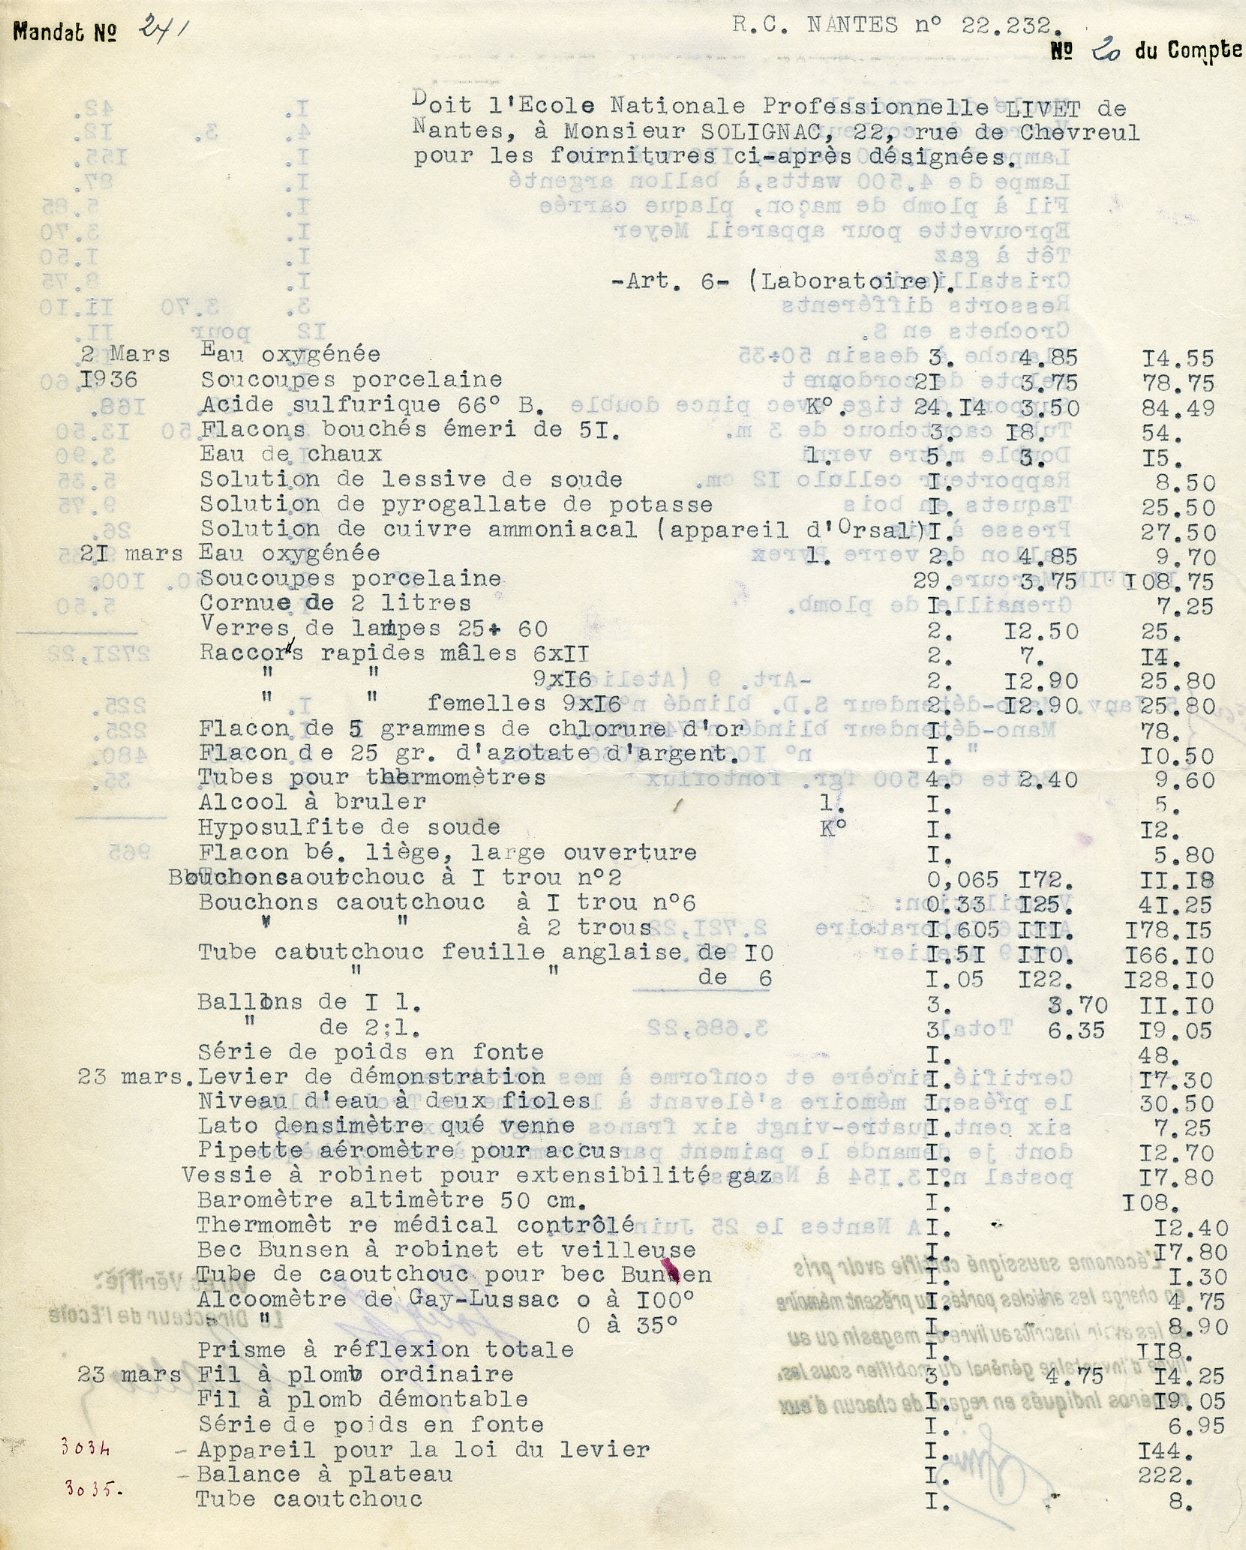 Mandat Nº 241
R.C. NANTES n° 22.232.
Nº 20 du Compte
Doit l'Ecole Nationale Professionnelle LIVET de
Nantes, à Monsieur SOLIGNAC, 22, rue de Chevreul
pour les fournitures ci-après désignées.
-Art. 6- (Laboratoire).
2 Mars Eau oxygénée 3. 4.85 I4.55
I936 Soucoupes porcelaine 2I 3.75 78.75
Acide sulfurique 66° B. K°. 24.I4 3.50 84.49
Flacons bouchés émeri de 5I. 3. I8. 54.
Eau de chaux l. 5. 3. I5.
Solution de lessive de soude I. 8.50
Solution de pyrogallate de potasse I. 25.50
Solution de cuivre ammoniacal (appareil d'Orsal) I. 27.50
2I mars Eau oxygénée l. 2. 4.85 9.70
Soucoupes porcelaine 29. 3.75 I08.75
Cornue de 2 litres I. 7.25
Verres de lampes 25+ 60 2. I2.50 25.
Raccords rapides mâles 6xII 2. 7. I4.
" " 9xI6 2. I2.90 25.80
" " femelles 9xI6 2. -I2.90 25.80
Flacon de 5 grammes de chlorure d'or I. 78.
Flacon de 25 gr. d'azotate d'argent. I. I0.50
Tubes pour thermomètres 4. 2.40 9.60
Alcool à bruler l. I. 5.
Hyposulfite de soude K° I. I2.
Flacon bé. liège, large ouverture I. 5.80
Bouchons caoutchouc à I trou n°2 0,065 I72. II.I8
Bouchons caoutchouc à I trou n°6 0.33 I25. 4I.25
" " à 2 trous I.605 III. I78.I5
Tube caoutchouc feuille anglaise de I0 I.5I II0. I66.I0
" " de 6 I.05 I22. I28.I0
Ballons de I l. 3. 3.70 II.I0
" de 2;l. 3. 6.35 I9.05
Série de poids en fonte I. 48.
23 mars. Levier de démonstration I. I7.30
Niveau d'eau à deux fioles I. 30.50
Lato densimètre qué venne I. 7.25
Pipette aéromètre pour accus I. I2.70
Vessie à robinet pour extensibilité gaz I. I7.80
Baromètre altimètre 50 cm. I. I08.
Thermomèt re médical contrôlé I. I2.40
Bec Bunsen à robinet et veilleuse I. I7.80
Tube de caoutchouc pour bec Bunsen I. I.30
Alcoomètre de Gay-Lussac o à I00° I. 4.75
" " 0 à 35° I. 8.90
Prisme à réflexion totale I. II8.
23 mars Fil à plomb ordinaire 3. 4.75 I4.25
Fil à plomb démontable I. I9.05
Série de poids en fonte I. 6.95
3034 - Appareil pour la loi du levier I. I44.
3035. - Balance à plateau I. 222.
Tube caoutchouc I. 8.